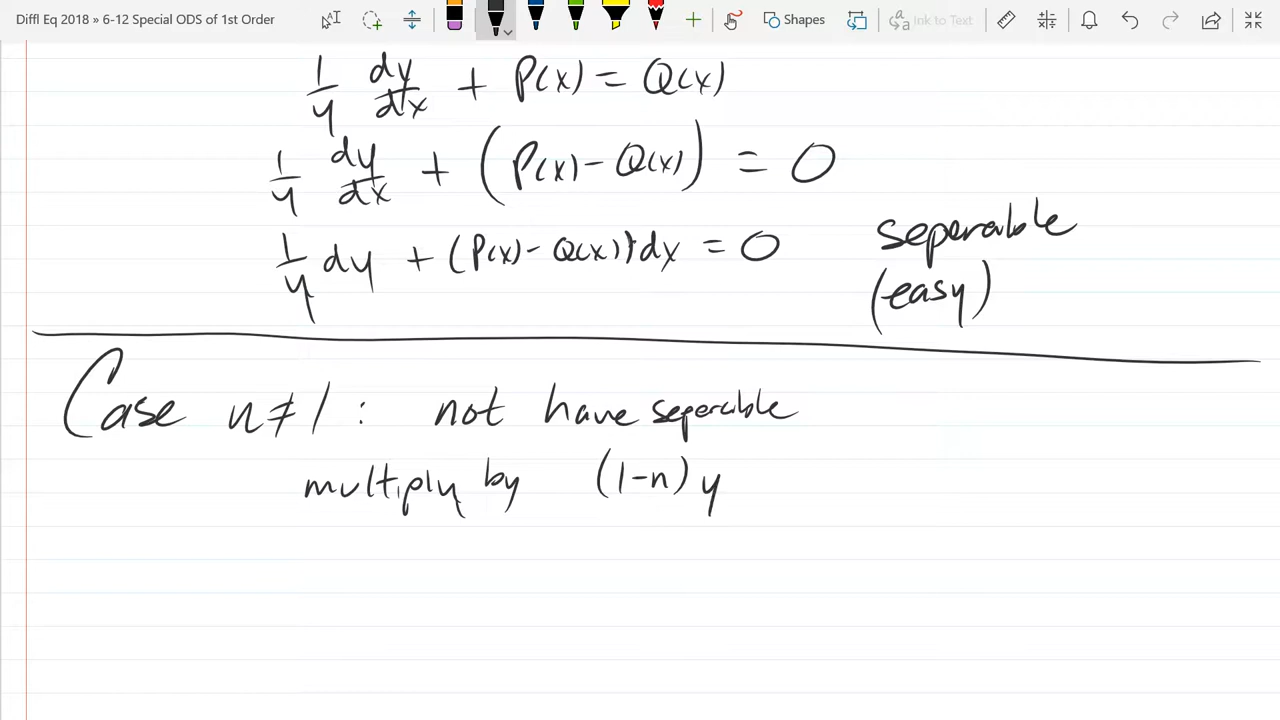 Diffl Eq 2018 » 6-12 Special ODS of 1st Order
Shapes
Ink to Text
1/y dy/dx + P(x) = Q(x)
1/y dy/dx + (P(x) - Q(x)) = 0
1/y dy + (P(x) - Q(x)) dx = 0
seperable
(easy)
Case n ≠ 1 : not have seperable
multiply by (1-n) y